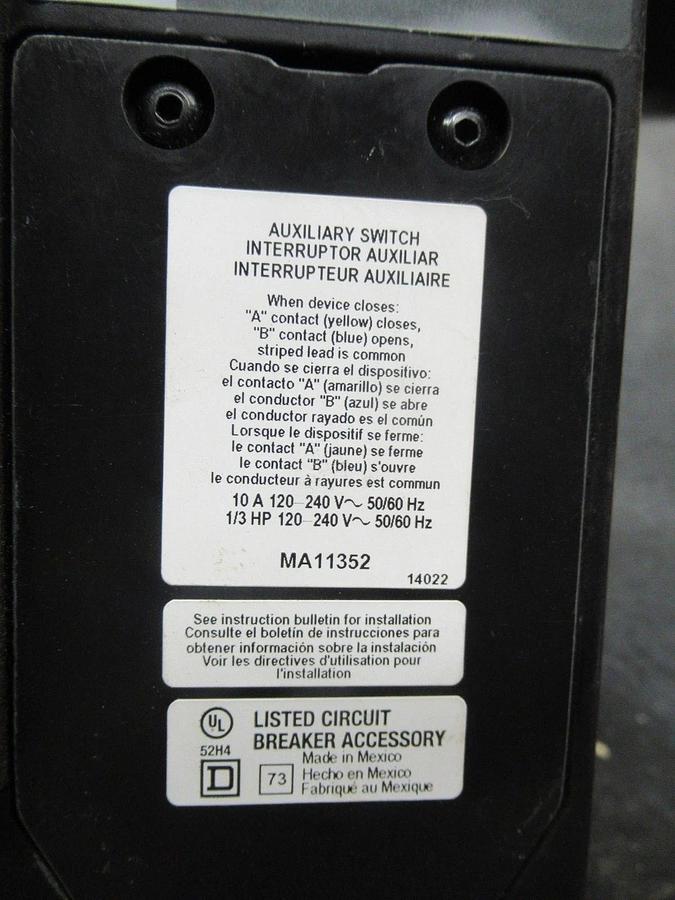 AUXILIARY SWITCH
INTERRUPTOR AUXILIAR
INTERRUPTEUR AUXILIAIRE
When device closes:
"A" contact (yellow) closes,
"B" contact (blue) opens,
striped lead is common
Cuando se cierra el dispositivo:
el contacto "A" (amarillo) se cierra
el conductor "B" (azul) se abre
el conductor rayado es el común
Lorsque le dispositif se ferme:
le contact "A" (jaune) se ferme
le contact "B" (bleu) s'ouvre
le conducteur à rayures est commun
10 A 120–240 V~ 50/60 Hz
1/3 HP 120–240 V~ 50/60 Hz
MA11352
14022
See instruction bulletin for installation
Consulte el boletín de instrucciones para
obtener información sobre la instalación
Voir les directives d'utilisation pour
l'installation
UL
52H4
LISTED CIRCUIT
BREAKER ACCESSORY
D
73
Made in Mexico
Hecho en Mexico
Fabriqué au Mexique